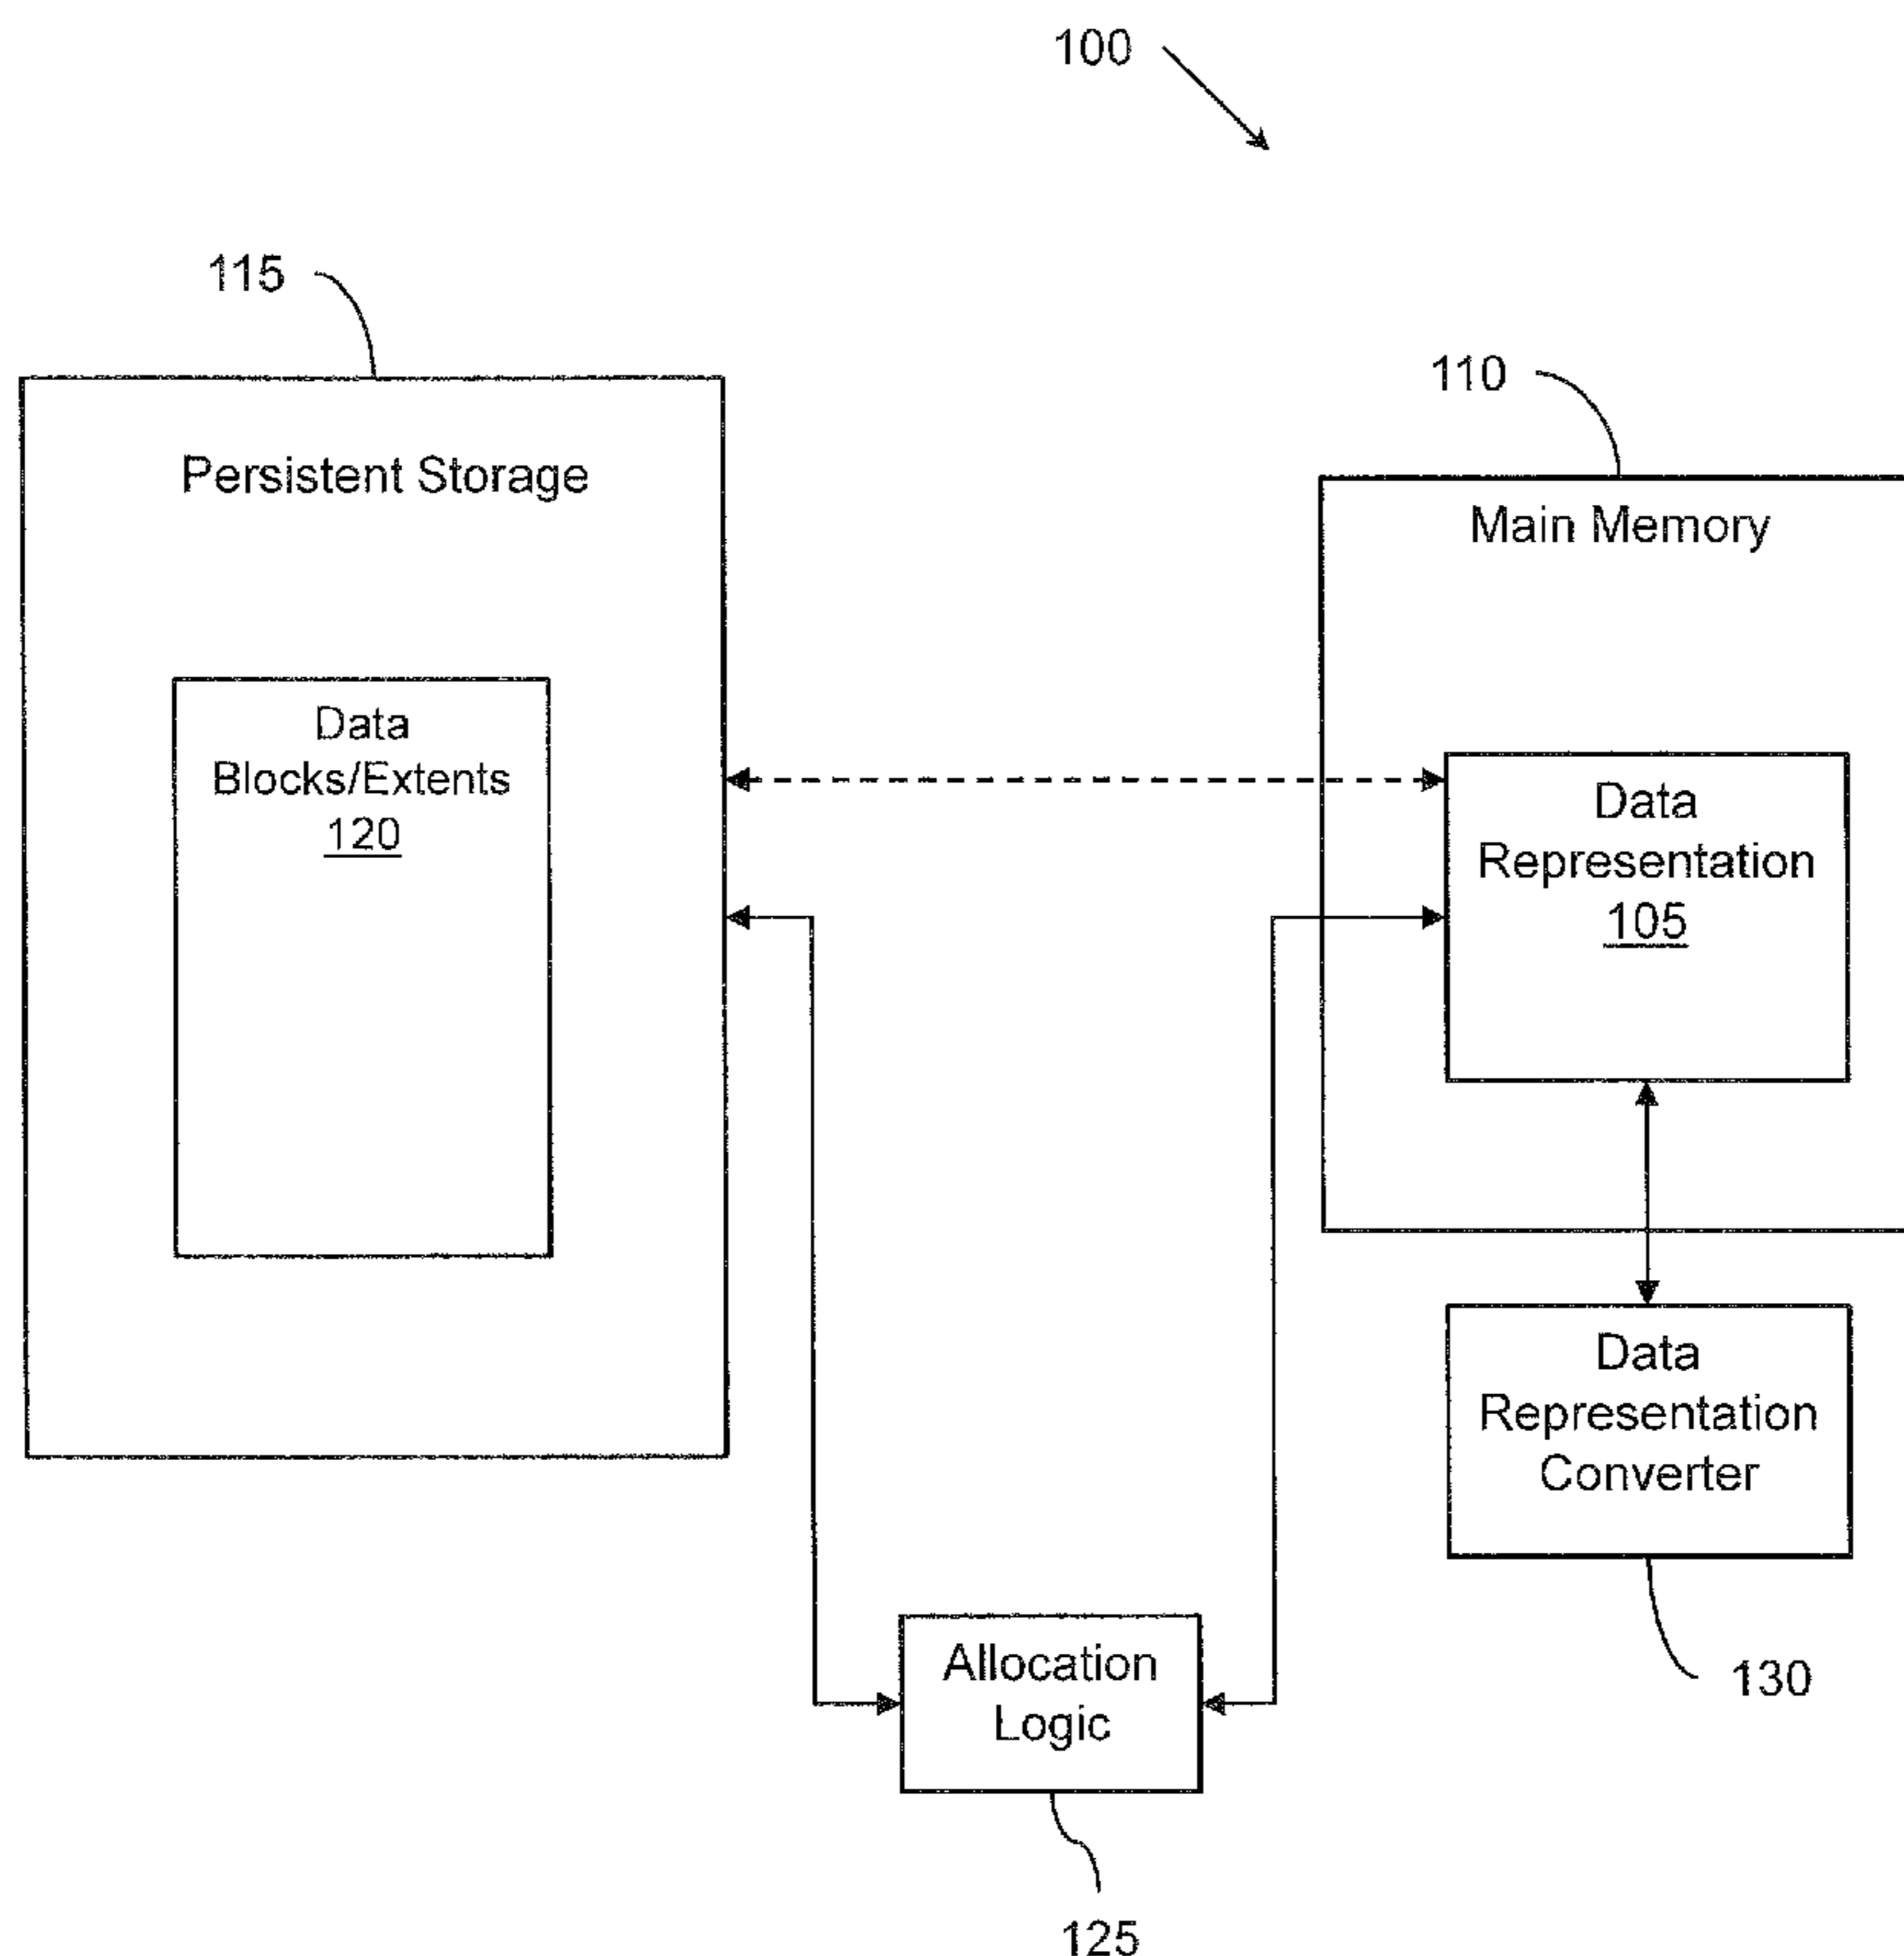 100
115
110
Persistent Storage
Main Memory
Data
Blocks/Extents
120
Data
Representation
105
Data
Representation
Converter
130
Allocation
Logic
125